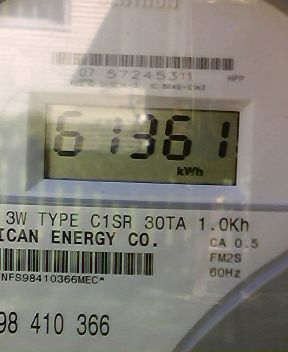 07 57245311 HPP
61361
kWh
3W TYPE C1SR 30TA 1.0Kh
ICAN ENERGY CO.
CA 0.5
FM2S
60Hz
NFS98410366MEC*
98 410 366